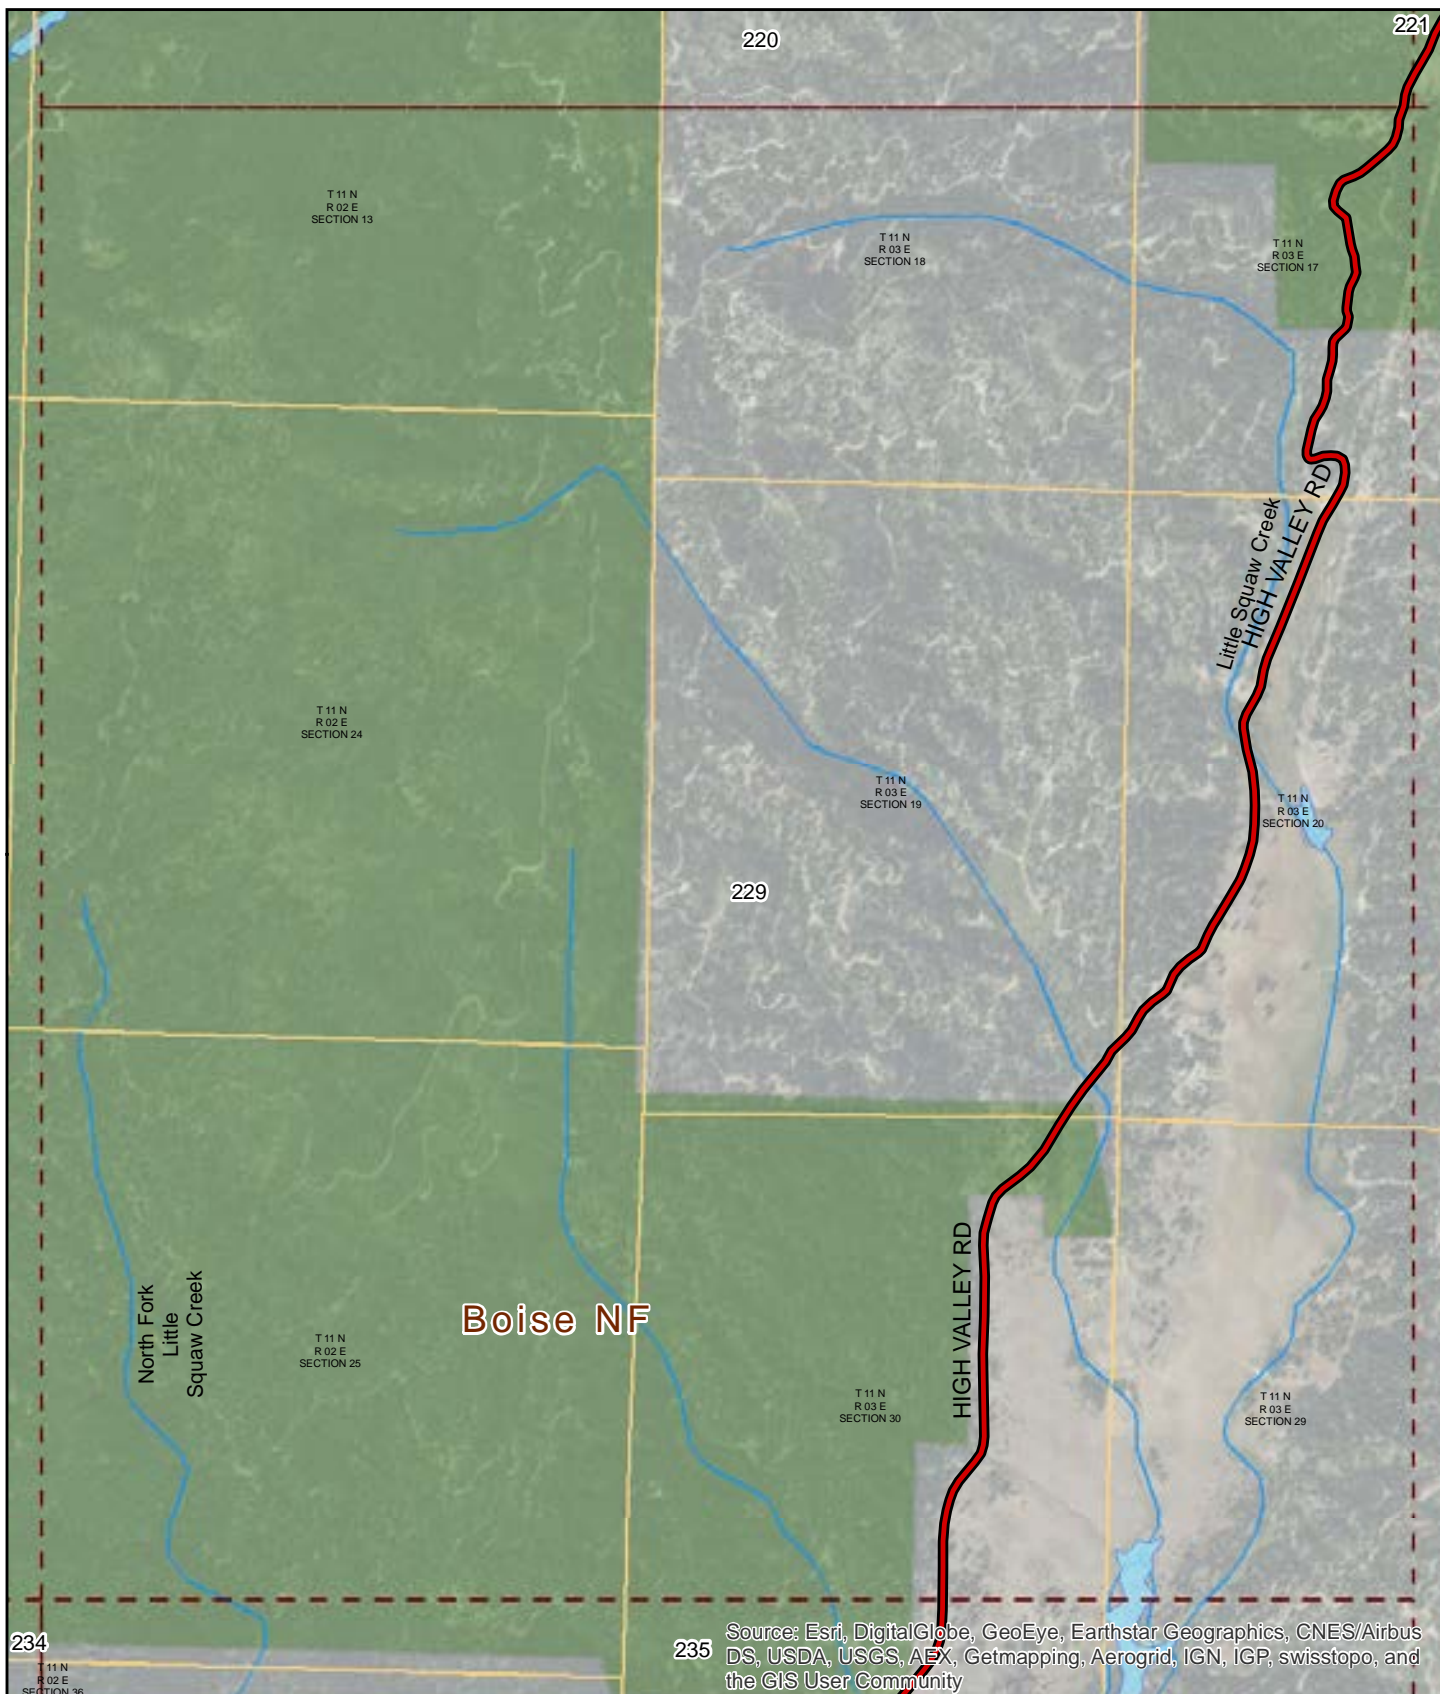 220
221
T 11 N
R 02 E
SECTION 13
T 11 N
R 03 E
SECTION 18
T 11 N
R 03 E
SECTION 17
Little Squaw Creek
HIGH VALLEY RD
T 11 N
R 02 E
SECTION 24
T 11 N
R 03 E
SECTION 19
T 11 N
R 03 E
SECTION 20
229
North Fork
Little
Squaw Creek
Boise NF
HIGH VALLEY RD
T 11 N
R 02 E
SECTION 25
T 11 N
R 03 E
SECTION 30
T 11 N
R 03 E
SECTION 29
234
235
Source: Esri, DigitalGlobe, GeoEye, Earthstar Geographics, CNES/Airbus
DS, USDA, USGS, AEX, Getmapping, Aerogrid, IGN, IGP, swisstopo, and
the GIS User Community
T 11 N
R 02 E
SECTION 36